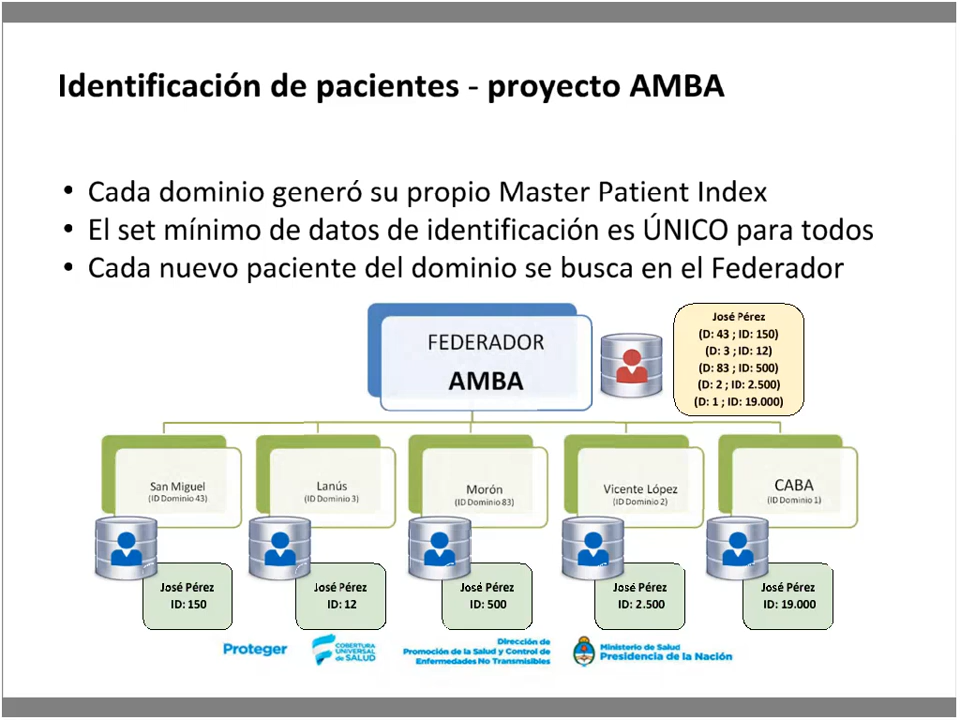 Identificación de pacientes - proyecto AMBA
• Cada dominio generó su propio Master Patient Index
• El set mínimo de datos de identificación es ÚNICO para todos
• Cada nuevo paciente del dominio se busca en el Federador
FEDERADOR
AMBA
José Pérez
(D: 43 ; ID: 150)
(D: 3 ; ID: 12)
(D: 83 ; ID: 500)
(D: 2 ; ID: 2.500)
(D: 1 ; ID: 19.000)
San Miguel
(ID Dominio 43)
Lanús
(ID Dominio 3)
Morón
(ID Dominio 83)
Vicente López
(ID Dominio 2)
CABA
(ID Dominio 1)
José Pérez
ID: 150
José Pérez
ID: 12
José Pérez
ID: 500
José Pérez
ID: 2.500
José Pérez
ID: 19.000
Proteger
COBERTURA
UNIVERSAL
de SALUD
Dirección de
Promoción de la Salud y Control de
Enfermedades No Transmisibles
Ministerio de Salud
Presidencia de la Nación